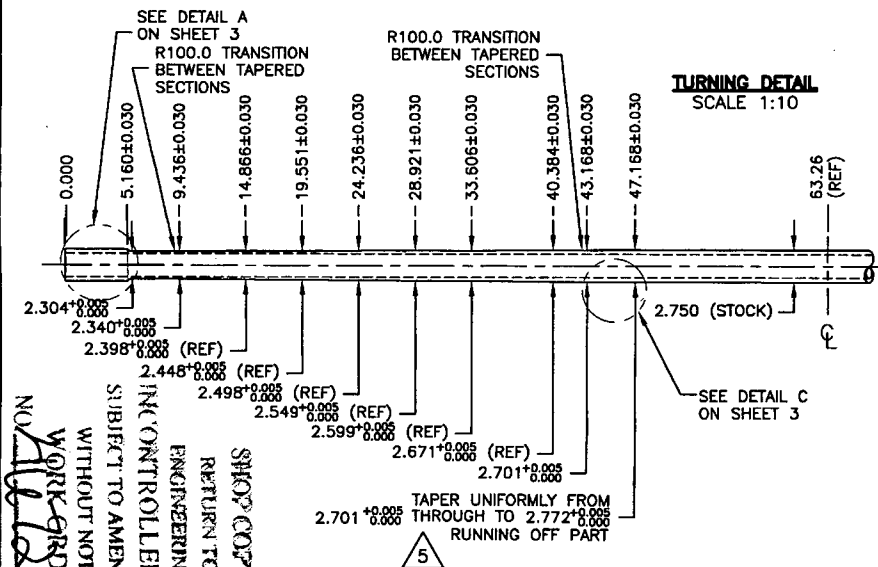 SEE DETAIL A
ON SHEET 3
R100.0 TRANSITION
BETWEEN TAPERED
SECTIONS
R100.0 TRANSITION
BETWEEN TAPERED
SECTIONS
TURNING DETAIL
SCALE 1:10
0.000
5.160±0.030
9.436±0.030
14.866±0.030
19.551±0.030
24.236±0.030
28.921±0.030
33.606±0.030
40.384±0.030
43.168±0.030
47.168±0.030
63.26
(REF)
2.304+0.005 0.000
2.340+0.005 0.000
2.398+0.005 0.000 (REF)
2.448+0.005 0.000 (REF)
2.498+0.005 0.000 (REF)
2.549+0.005 0.000 (REF)
2.599+0.005 0.000 (REF)
2.671+0.005 0.000 (REF)
2.701+0.005 0.000
2.750 (STOCK)
℄
SEE DETAIL C
ON SHEET 3
TAPER UNIFORMLY FROM
2.701 +0.005 0.000 THROUGH TO 2.772+0.005 0.000
RUNNING OFF PART
5
SHOP COP
RETURN TO
ENGINEERIN
UNCONTROLLE
SUBJECT TO AMEN
WITHOUT NOT
WORK ORD
NO.